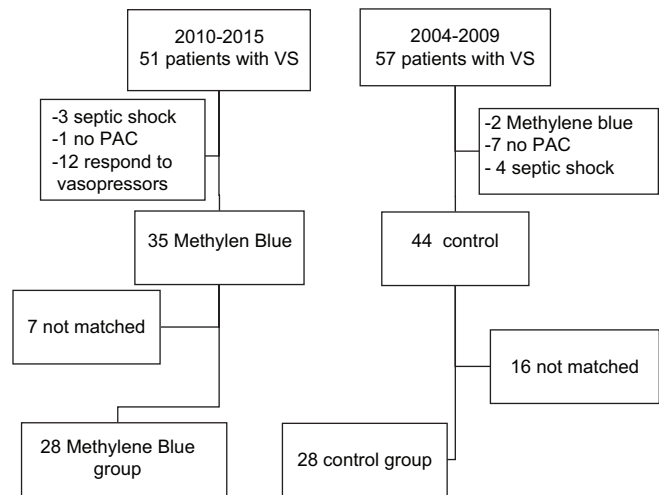 2010-2015
51 patients with VS
2004-2009
57 patients with VS
-3 septic shock
-1 no PAC
-12 respond to
vasopressors
-2 Methylene blue
-7 no PAC
- 4 septic shock
35 Methylen Blue
44 control
7 not matched
16 not matched
28 Methylene Blue
group
28 control group